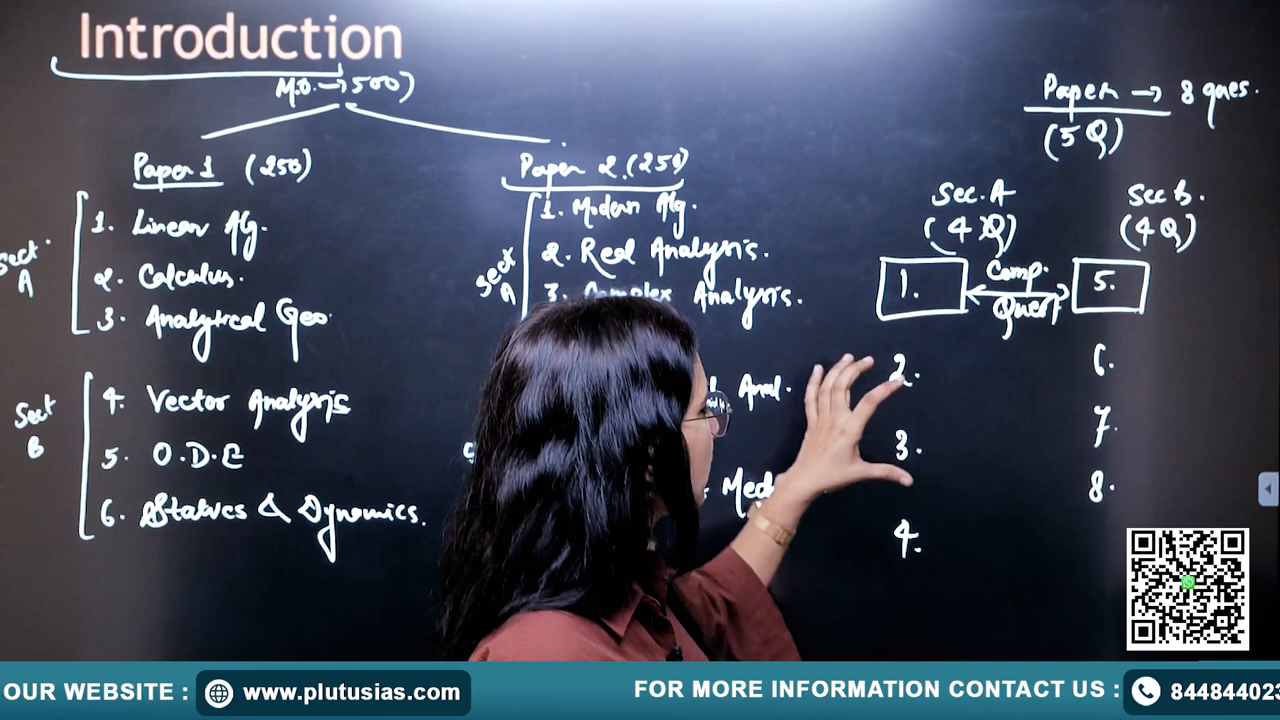 Introduction
M.O. → 500)
Paper 1 (250)
Sect. A
1. Linear Alg.
2. Calculus.
3. Analytical Geo
Sect B
4. Vector Analysis
5. O.D.E
6. Statics & Dynamics.
Paper 2 (250)
Sect A
1. Modern Alg.
2. Real Analysis.
3. Complex Analysis.
Anal.
Paper → 8 ques.
(5 Q)
Sec. A
(4 Q)
Sec B.
(4 Q)
1.
Comp.
Ques
5.
2.
6.
3.
7.
4.
8.
OUR WEBSITE :
www.plutusias.com
FOR MORE INFORMATION CONTACT US :
844844023